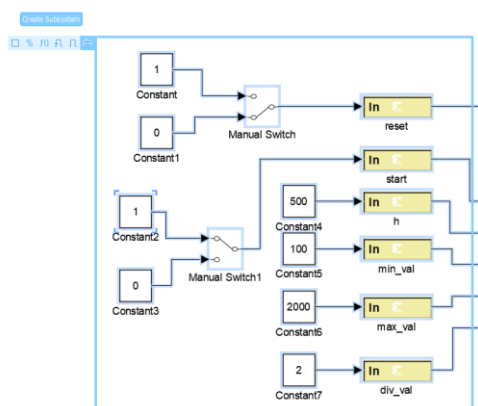 Create Subsystem
f()
1
Constant
In
reset
0
Constant1
Manual Switch
In
start
500
Constant4
In
h
1
Constant2
100
Constant5
In
min_val
Manual Switch1
0
Constant3
2000
Constant6
In
max_val
2
Constant7
In
div_val